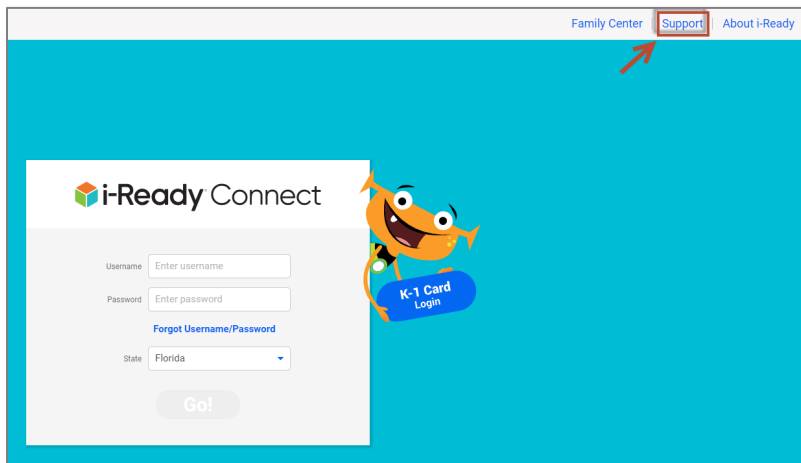 Family Center Support About i-Ready
i-Ready Connect
Username Enter username
Password Enter password
Forgot Username/Password
State Florida
Go!
K-1 Card
Login